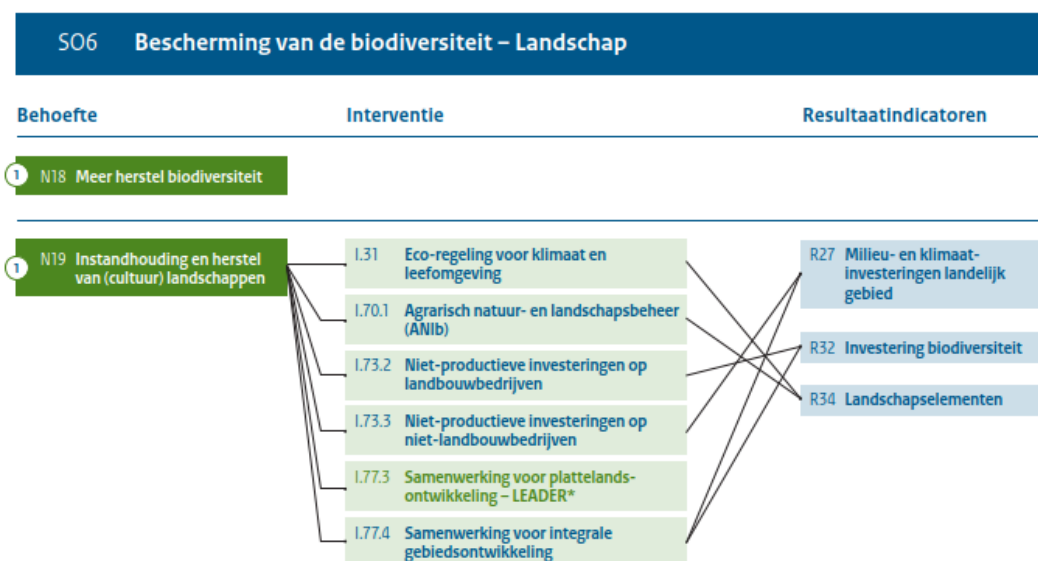 SO6 Bescherming van de biodiversiteit – Landschap
Behoefte Interventie Resultaatindicatoren
1 N18 Meer herstel biodiversiteit
1 N19 Instandhouding en herstel
van (cultuur) landschappen
I.31 Eco-regeling voor klimaat en
leefomgeving
I.70.1 Agrarisch natuur- en landschapsbeheer
(ANlb)
I.73.2 Niet-productieve investeringen op
landbouwbedrijven
I.73.3 Niet-productieve investeringen op
niet-landbouwbedrijven
I.77.3 Samenwerking voor plattelands-
ontwikkeling – LEADER*
I.77.4 Samenwerking voor integrale
gebiedsontwikkeling
R27 Milieu- en klimaat-
investeringen landelijk
gebied
R32 Investering biodiversiteit
R34 Landschapselementen